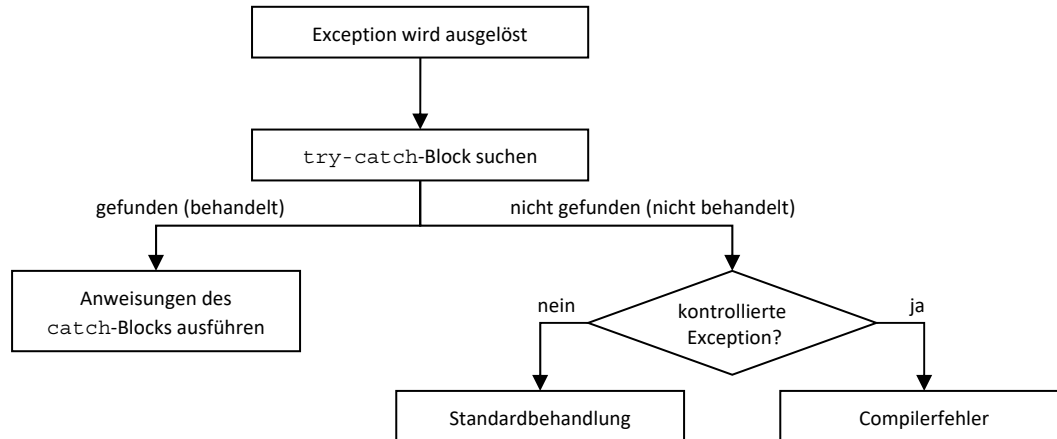 Exception wird ausgelöst
try-catch-Block suchen
gefunden (behandelt)
nicht gefunden (nicht behandelt)
Anweisungen des
catch-Blocks ausführen
nein
kontrollierte
Exception?
ja
Standardbehandlung
Compilerfehler